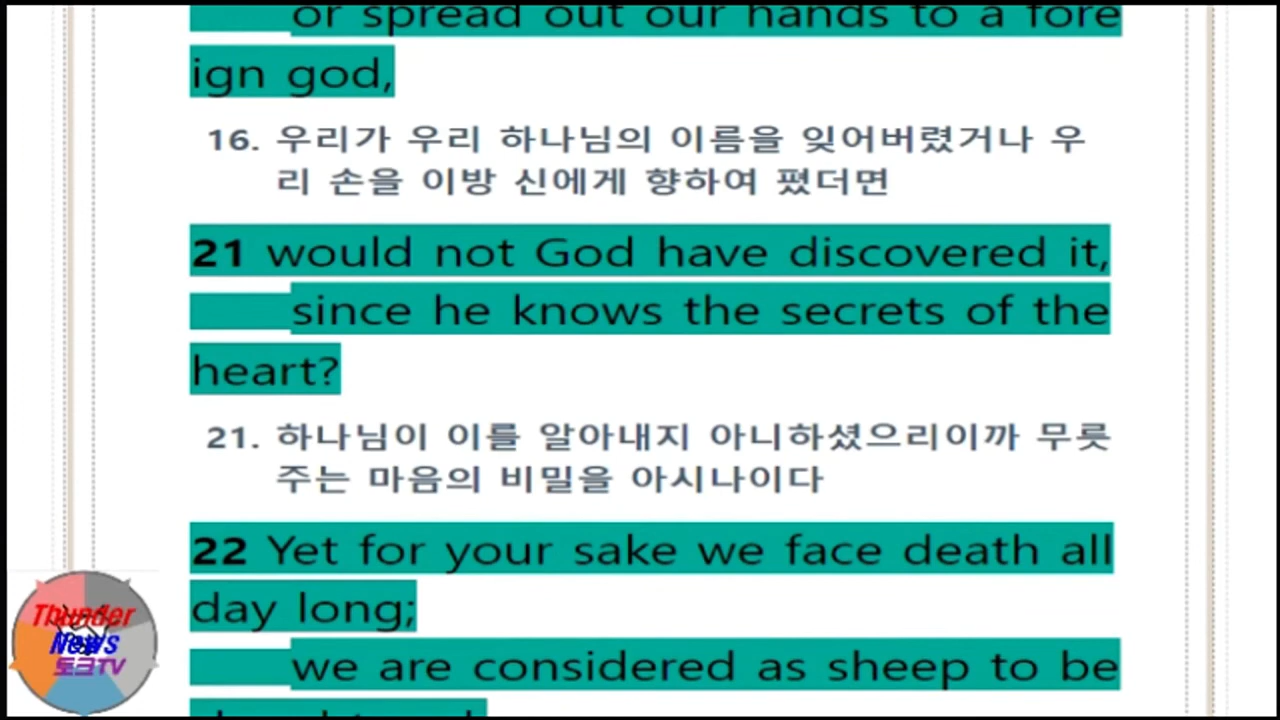 or spread out our hands to a fore
ign god,
16. 우리가 우리 하나님의 이름을 잊어버렸거나 우
리 손을 이방 신에게 향하여 폈더면
21 would not God have discovered it,
since he knows the secrets of the
heart?
21. 하나님이 이를 알아내지 아니하셨으리이까 무릇
주는 마음의 비밀을 아시나이다
22 Yet for your sake we face death all
day long;
we are considered as sheep to be
Thunder
News
토크TV